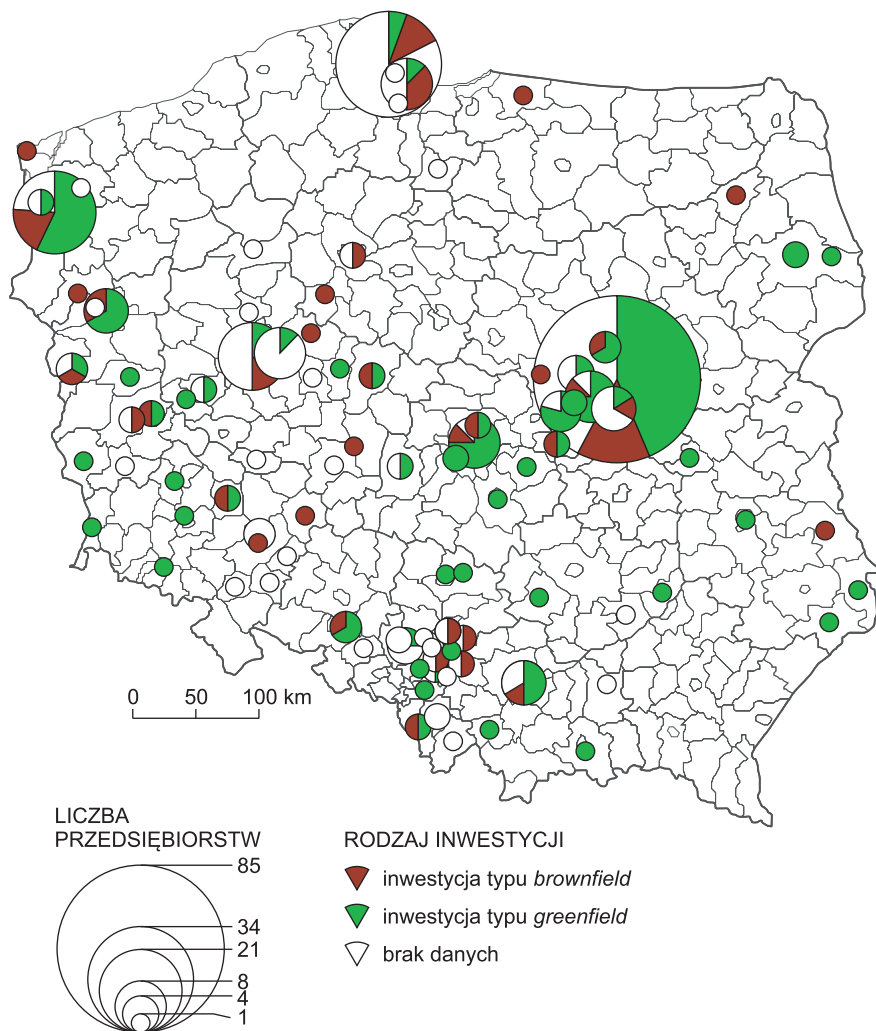 0 50 100 km
LICZBA
PRZEDSIĘBIORSTW
85
34
21
8
4
1
RODZAJ INWESTYCJI
inwestycja typu brownfield
inwestycja typu greenfield
brak danych